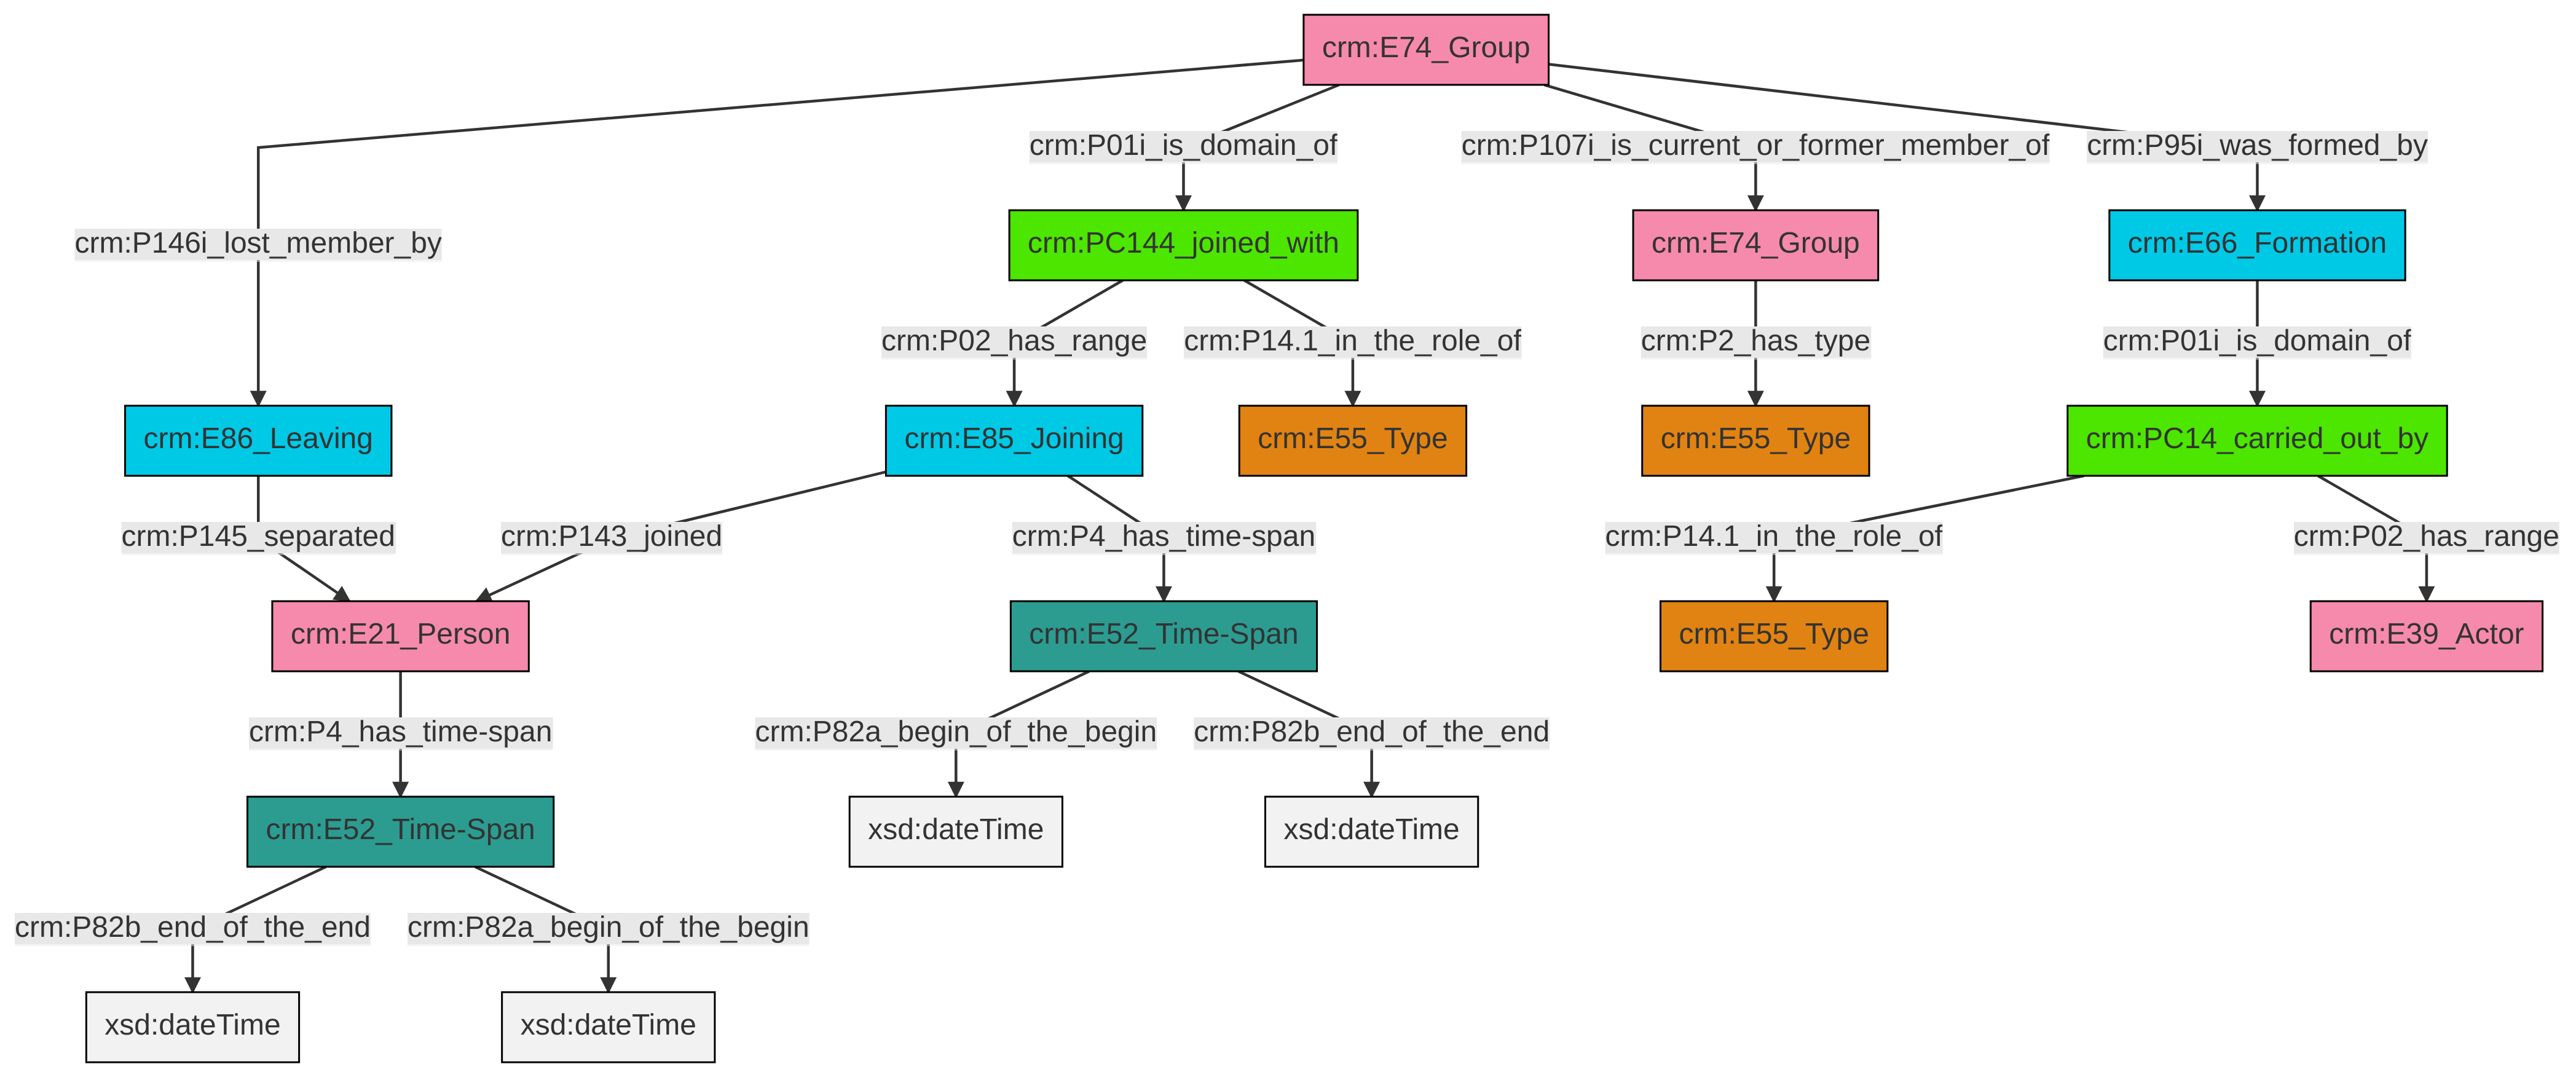 crm:E74_Group
crm:P01i_is_domain_of
crm:P107i_is_current_or_former_member_of
crm:P95i_was_formed_by
crm:P146i_lost_member_by
crm:PC144_joined_with
crm:E74_Group
crm:E66_Formation
crm:P02_has_range
crm:P14.1_in_the_role_of
crm:P2_has_type
crm:P01i_is_domain_of
crm:E86_Leaving
crm:E85_Joining
crm:E55_Type
crm:E55_Type
crm:PC14_carried_out_by
crm:P145_separated
crm:P143_joined
crm:P4_has_time-span
crm:P14.1_in_the_role_of
crm:P02_has_range
crm:E21_Person
crm:E52_Time-Span
crm:E55_Type
crm:E39_Actor
crm:P4_has_time-span
crm:P82a_begin_of_the_begin
crm:P82b_end_of_the_end
crm:E52_Time-Span
xsd:dateTime
xsd:dateTime
crm:P82b_end_of_the_end
crm:P82a_begin_of_the_begin
xsd:dateTime
xsd:dateTime